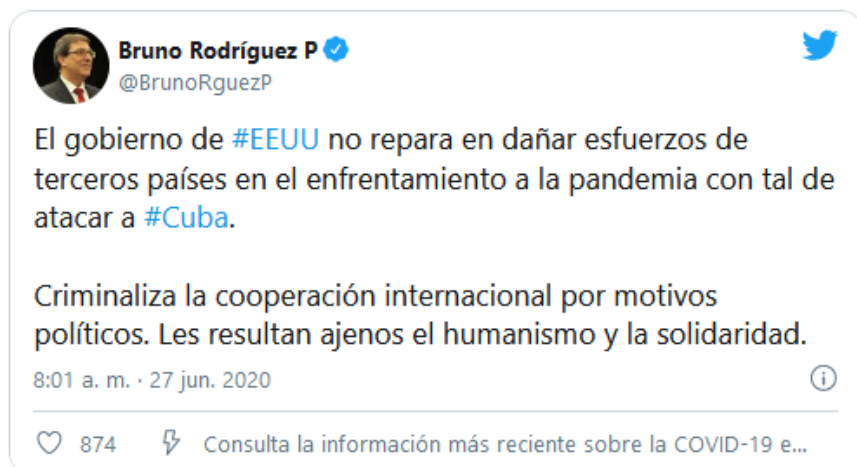 Bruno Rodríguez P
@BrunoRguezP
El gobierno de #EEUU no repara en dañar esfuerzos de
terceros países en el enfrentamiento a la pandemia con tal de
atacar a #Cuba.
Criminaliza la cooperación internacional por motivos
políticos. Les resultan ajenos el humanismo y la solidaridad.
8:01 a. m. · 27 jun. 2020
874 Consulta la información más reciente sobre la COVID-19 e...